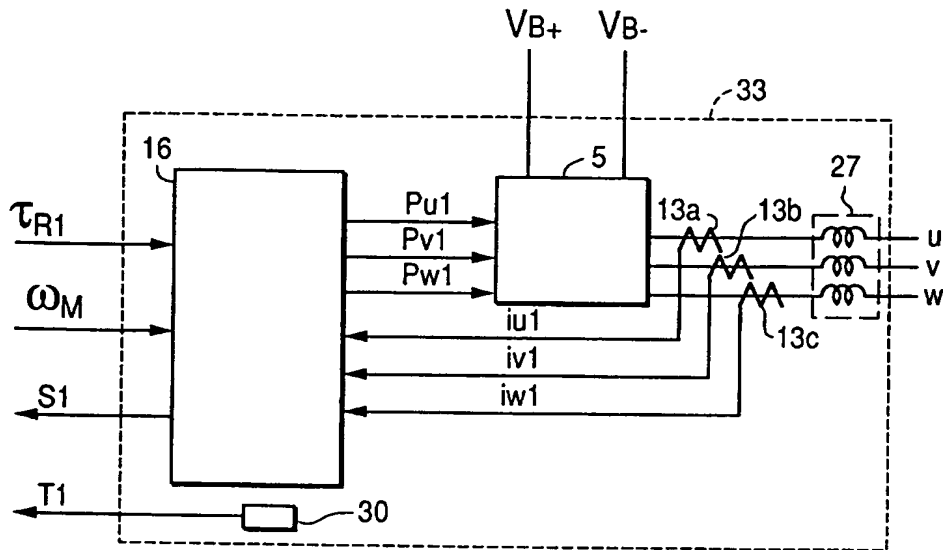 VB+ VB-
33
16
5
27
τR1
Pu1
13a 13b
u
Pv1
v
ωM
Pw1
w
iu1
13c
iv1
S1
iw1
T1
30